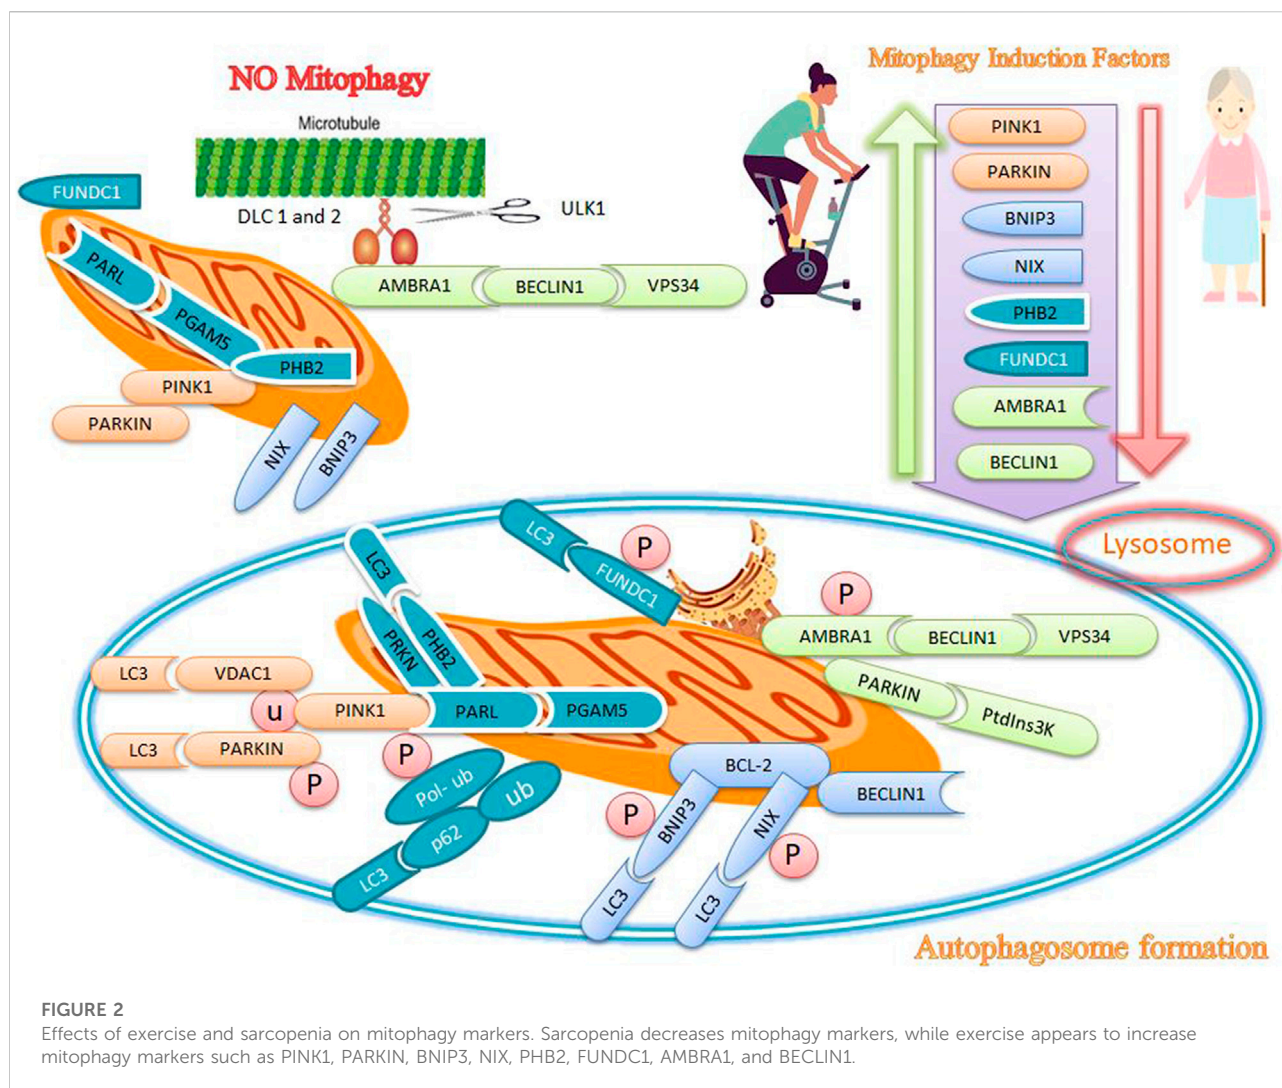 NO Mitophagy
Microtubule
FUNDC1
DLC 1 and 2
ULK1
PARL
AMBRA1
BECLIN1
VPS34
PGAM5
PHB2
PINK1
PARKIN
NIX
BNIP3
Mitophagy Induction Factors
PINK1
PARKIN
BNIP3
NIX
PHB2
FUNDC1
AMBRA1
BECLIN1
Lysosome
LC3
P
FUNDC1
LC3
PRKN
PHB2
P
AMBRA1
BECLIN1
VPS34
PARKIN
PtdIns3K
LC3
VDAC1
u
PINK1
PARL
PGAM5
LC3
PARKIN
P
P
Pol- ub
ub
p62
LC3
BCL-2
BECLIN1
P
BNIP3
NIX
P
LC3
LC3
Autophagosome formation
FIGURE 2
Effects of exercise and sarcopenia on mitophagy markers. Sarcopenia decreases mitophagy markers, while exercise appears to increase
mitophagy markers such as PINK1, PARKIN, BNIP3, NIX, PHB2, FUNDC1, AMBRA1, and BECLIN1.